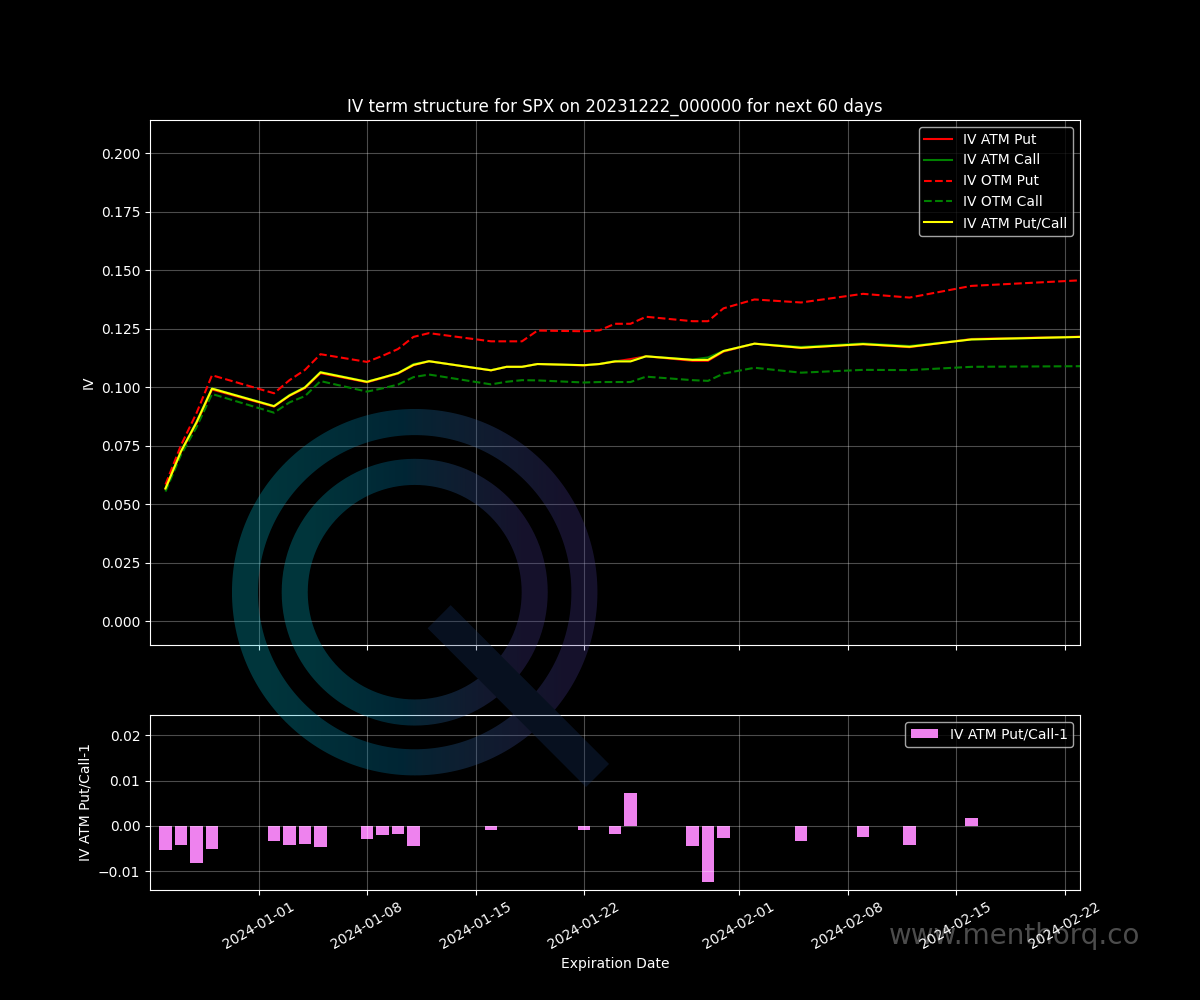 IV term structure for SPX on 20231222_000000 for next 60 days
IV ATM Put
IV ATM Call
IV OTM Put
IV OTM Call
IV ATM Put/Call
0.200
0.175
0.150
0.125
0.100
0.075
0.050
0.025
0.000
IV
IV ATM Put/Call-1
0.02
0.01
0.00
−0.01
IV ATM Put/Call-1
2024-01-01
2024-01-08
2024-01-15
2024-01-22
2024-02-01
2024-02-08
2024-02-15
2024-02-22
www.menthorq.co
Expiration Date